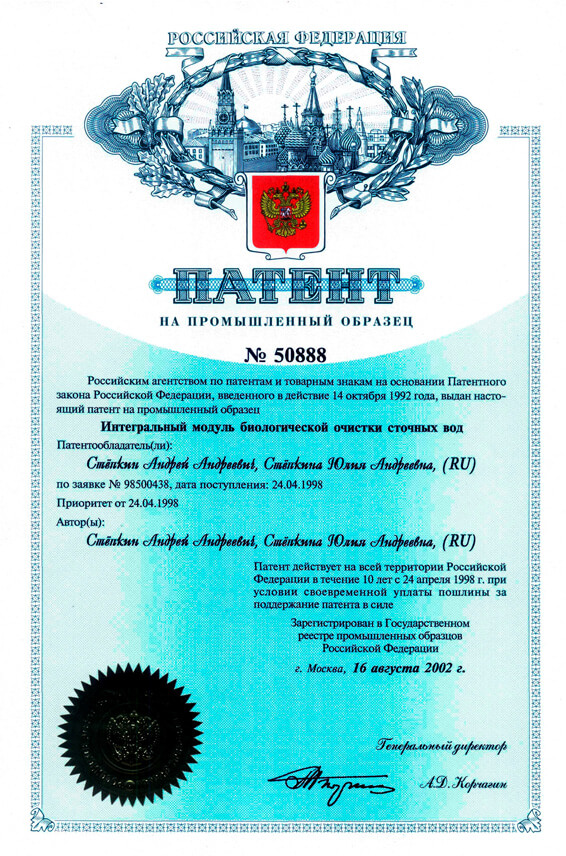 РОССИЙСКАЯ ФЕДЕРАЦИЯ
ПАТЕНТ
НА ПРОМЫШЛЕННЫЙ ОБРАЗЕЦ
№ 50888
Российским агентством по патентам и товарным знакам на основании Патентного
закона Российской Федерации, введенного в действие 14 октября 1992 года, выдан насто-
ящий патент на промышленный образец
Интегральный модуль биологической очистки сточных вод
Патентообладатель(ли):
Стёпкин Андрей Андреевич, Стёпкина Юлия Андреевна, (RU)
по заявке № 98500438, дата поступления: 24.04.1998
Приоритет от 24.04.1998
Автор(ы):
Стёпкин Андрей Андреевич, Стёпкина Юлия Андреевна, (RU)
Патент действует на всей территории Российской
Федерации в течение 10 лет с 24 апреля 1998 г. при
условии своевременной уплаты пошлины за
поддержание патента в силе
Зарегистрирован в Государственном
реестре промышленных образцов
Российской Федерации
г. Москва, 16 августа 2002 г.
Генеральный директор
А.Д. Корчагин